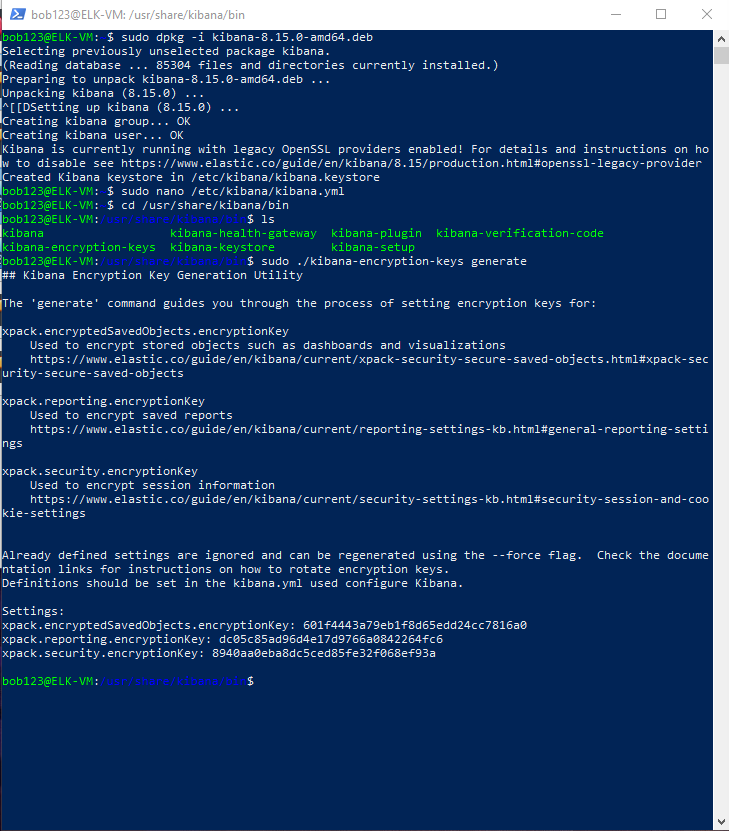 bob123@ELK-VM: /usr/share/kibana/bin
bob123@ELK-VM:~$ sudo dpkg -i kibana-8.15.0-amd64.deb
Selecting previously unselected package kibana.
(Reading database ... 85304 files and directories currently installed.)
Preparing to unpack kibana-8.15.0-amd64.deb ...
Unpacking kibana (8.15.0) ...
^[[DSetting up kibana (8.15.0) ...
Creating kibana group... OK
Creating kibana user... OK
Kibana is currently running with legacy OpenSSL providers enabled! For details and instructions on ho
w to disable see https://www.elastic.co/guide/en/kibana/8.15/production.html#openssl-legacy-provider
Created Kibana keystore in /etc/kibana/kibana.keystore
bob123@ELK-VM:~$ sudo nano /etc/kibana/kibana.yml
bob123@ELK-VM:~$ cd /usr/share/kibana/bin
bob123@ELK-VM:/usr/share/kibana/bin$ ls
kibana kibana-health-gateway kibana-plugin kibana-verification-code
kibana-encryption-keys kibana-keystore kibana-setup
bob123@ELK-VM:/usr/share/kibana/bin$ sudo ./kibana-encryption-keys generate
## Kibana Encryption Key Generation Utility
The 'generate' command guides you through the process of setting encryption keys for:
xpack.encryptedSavedObjects.encryptionKey
Used to encrypt stored objects such as dashboards and visualizations
https://www.elastic.co/guide/en/kibana/current/xpack-security-secure-saved-objects.html#xpack-sec
urity-secure-saved-objects
xpack.reporting.encryptionKey
Used to encrypt saved reports
https://www.elastic.co/guide/en/kibana/current/reporting-settings-kb.html#general-reporting-setti
ngs
xpack.security.encryptionKey
Used to encrypt session information
https://www.elastic.co/guide/en/kibana/current/security-settings-kb.html#security-session-and-coo
kie-settings
Already defined settings are ignored and can be regenerated using the --force flag.  Check the docume
ntation links for instructions on how to rotate encryption keys.
Definitions should be set in the kibana.yml used configure Kibana.
Settings:
xpack.encryptedSavedObjects.encryptionKey: 601f4443a79eb1f8d65edd24cc7816a0
xpack.reporting.encryptionKey: dc05c85ad96d4e17d9766a0842264fc6
xpack.security.encryptionKey: 8940aa0eba8dc5ced85fe32f068ef93a
bob123@ELK-VM:/usr/share/kibana/bin$